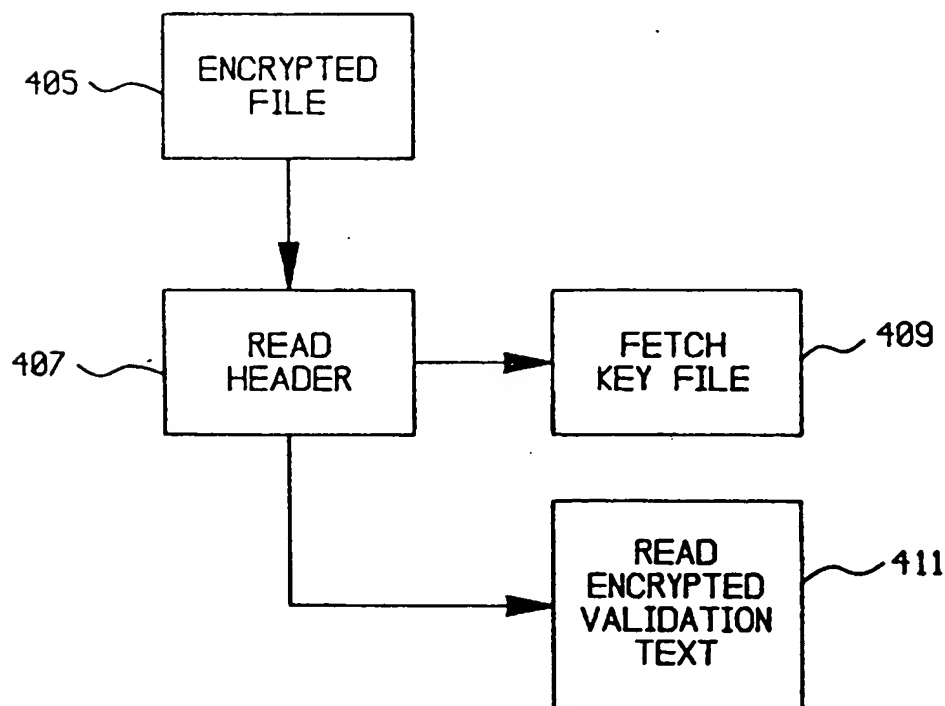 405
ENCRYPTED
FILE
407
READ
HEADER
FETCH
KEY FILE
409
READ
ENCRYPTED
VALIDATION
TEXT
411